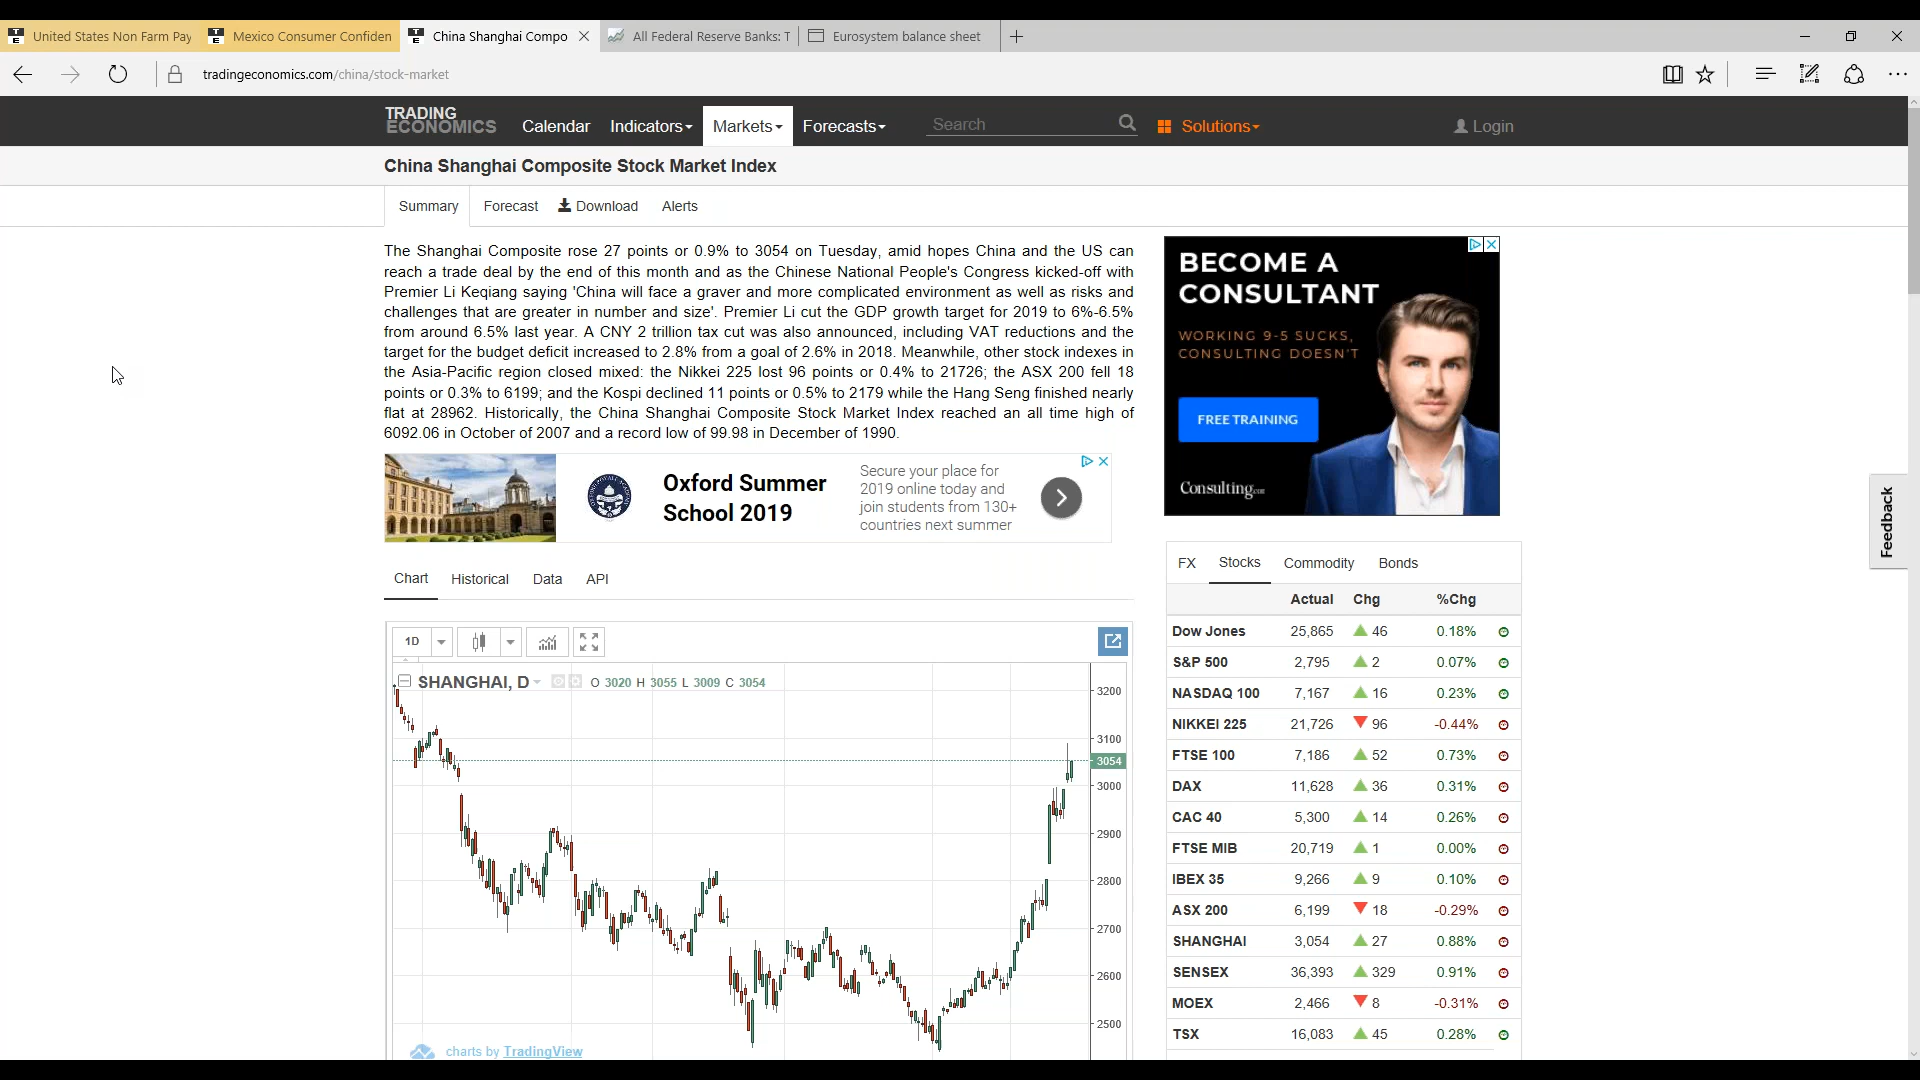 United States Non Farm Pay
Mexico Consumer Confiden
China Shanghai Compo
All Federal Reserve Banks: T
Eurosystem balance sheet
tradingeconomics.com/china/stock-market
TRADING
ECONOMICS
Calendar
Indicators
Markets
Forecasts
Search
Solutions
Login
China Shanghai Composite Stock Market Index
Summary
Forecast
Download
Alerts
The Shanghai Composite rose 27 points or 0.9% to 3054 on Tuesday, amid hopes China and the US can
reach a trade deal by the end of this month and as the Chinese National People's Congress kicked-off with
Premier Li Keqiang saying 'China will face a graver and more complicated environment as well as risks and
challenges that are greater in number and size'. Premier Li cut the GDP growth target for 2019 to 6%-6.5%
from around 6.5% last year. A CNY 2 trillion tax cut was also announced, including VAT reductions and the
target for the budget deficit increased to 2.8% from a goal of 2.6% in 2018. Meanwhile, other stock indexes in
the Asia-Pacific region closed mixed: the Nikkei 225 lost 96 points or 0.4% to 21726; the ASX 200 fell 18
points or 0.3% to 6199; and the Kospi declined 11 points or 0.5% to 2179 while the Hang Seng finished nearly
flat at 28962. Historically, the China Shanghai Composite Stock Market Index reached an all time high of
6092.06 in October of 2007 and a record low of 99.98 in December of 1990.
BECOME A
CONSULTANT
WORKING 9-5 SUCKS,
CONSULTING DOESN'T
FREE TRAINING
Consulting.com
Oxford Summer
School 2019
Secure your place for
2019 online today and
join students from 130+
countries next summer
Feedback
Chart
Historical
Data
API
1D
SHANGHAI, D
O 3020 H 3055 L 3009 C 3054
3200
3100
3054
3000
2900
2800
2700
2600
2500
charts by TradingView
FX
Stocks
Commodity
Bonds
Actual Chg %Chg
Dow Jones 25,865 46 0.18%
S&P 500 2,795 2 0.07%
NASDAQ 100 7,167 16 0.23%
NIKKEI 225 21,726 96 -0.44%
FTSE 100 7,186 52 0.73%
DAX 11,628 36 0.31%
CAC 40 5,300 14 0.26%
FTSE MIB 20,719 1 0.00%
IBEX 35 9,266 9 0.10%
ASX 200 6,199 18 -0.29%
SHANGHAI 3,054 27 0.88%
SENSEX 36,393 329 0.91%
MOEX 2,466 8 -0.31%
TSX 16,083 45 0.28%